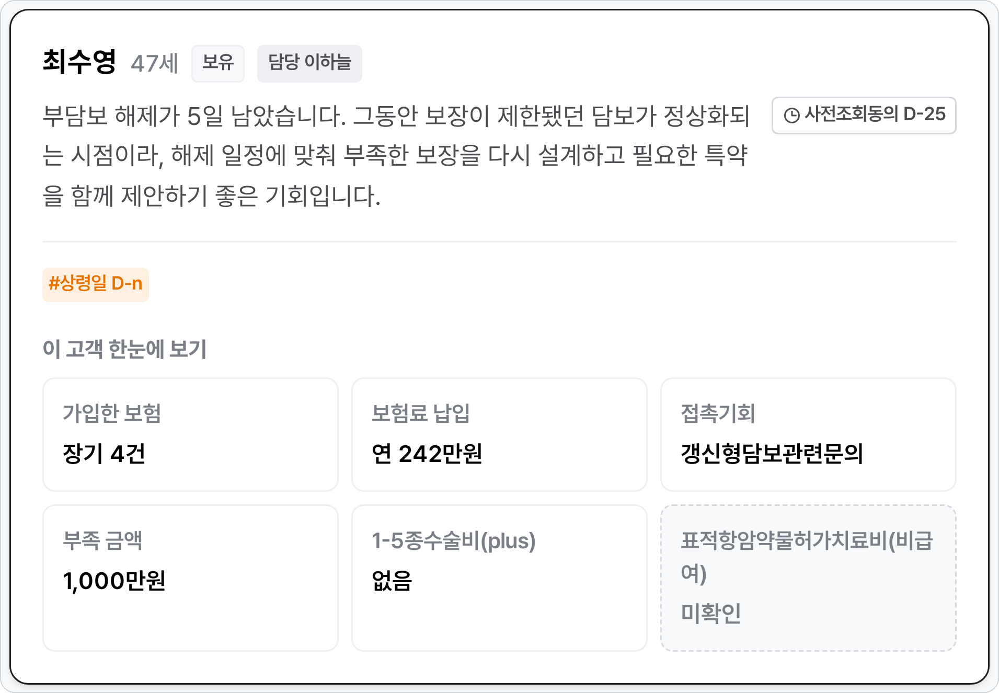 최수영 47세 보유 담당 이하늘
부담보 해제가 5일 남았습니다. 그동안 보장이 제한됐던 담보가 정상화되
는 시점이라, 해제 일정에 맞춰 부족한 보장을 다시 설계하고 필요한 특약
을 함께 제안하기 좋은 기회입니다.
사전조회동의 D-25
#상령일 D-n
이 고객 한눈에 보기
가입한 보험
장기 4건
보험료 납입
연 242만원
접촉기회
갱신형담보관련문의
부족 금액
1,000만원
1-5종수술비(plus)
없음
표적항암약물허가치료비(비급
여)
미확인